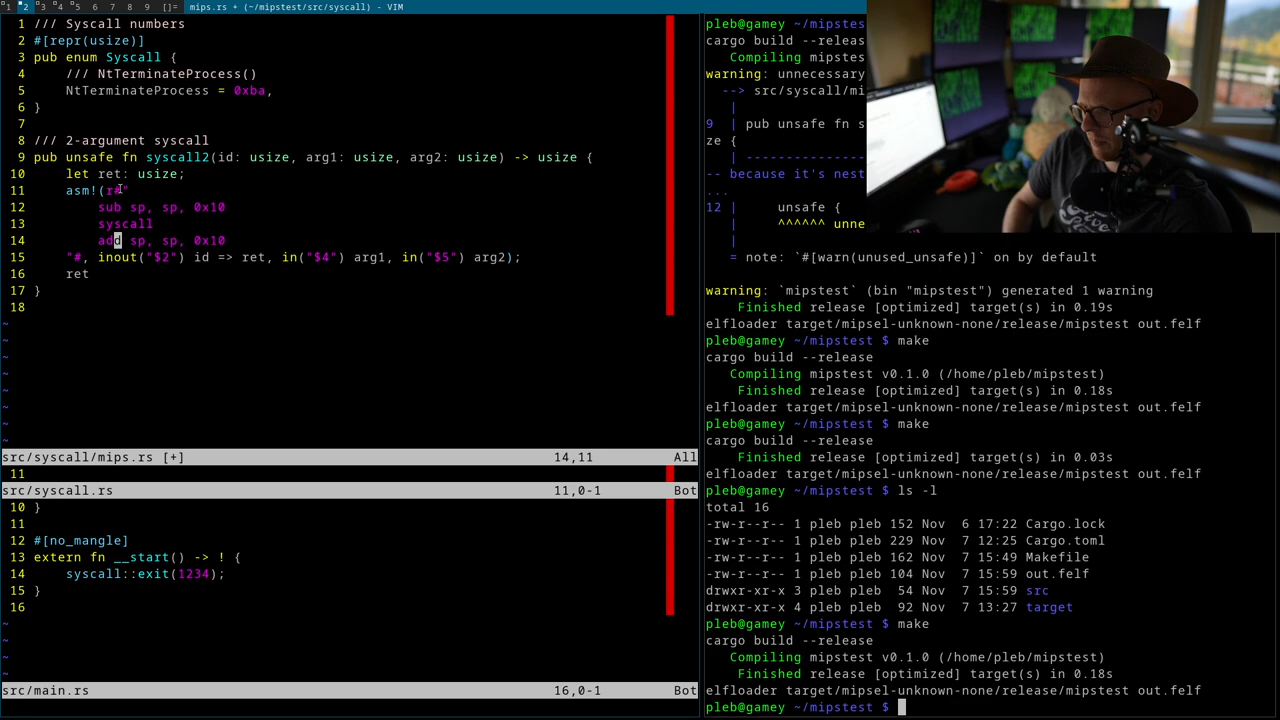 1 2 3 4 5 6 7 8 9 []= mips.rs + (~/mipstest/src/syscall) - VIM
1 /// Syscall numbers
2 #[repr(usize)]
3 pub enum Syscall {
4 /// NtTerminateProcess()
5 NtTerminateProcess = 0xba,
6 }
7
8 /// 2-argument syscall
9 pub unsafe fn syscall2(id: usize, arg1: usize, arg2: usize) -> usize {
10 let ret: usize;
11 asm!(r#"
12 sub sp, sp, 0x10
13 syscall
14 add sp, sp, 0x10
15 "#, inout("$2") id => ret, in("$4") arg1, in("$5") arg2);
16 ret
17 }
18
~
~
~
~
~
~
~
~
src/syscall/mips.rs [+] 14,11 All
11
src/syscall.rs 11,0-1 Bot
10 }
11
12 #[no_mangle]
13 extern fn __start() -> ! {
14 syscall::exit(1234);
15 }
16
~
~
~
~
src/main.rs 16,0-1 Bot
pleb@gamey ~/mipstes
cargo build --releas
Compiling mipstes
warning: unnecessary
--> src/syscall/mi
|
9 | pub unsafe fn s
ze {
| -------------
-- because it's nest
...
12 | unsafe {
| ^^^^^^ unne
|
= note: `#[warn(unused_unsafe)]` on by default
warning: `mipstest` (bin "mipstest") generated 1 warning
Finished release [optimized] target(s) in 0.19s
elfloader target/mipsel-unknown-none/release/mipstest out.felf
pleb@gamey ~/mipstest $ make
cargo build --release
Compiling mipstest v0.1.0 (/home/pleb/mipstest)
Finished release [optimized] target(s) in 0.18s
elfloader target/mipsel-unknown-none/release/mipstest out.felf
pleb@gamey ~/mipstest $ make
cargo build --release
Finished release [optimized] target(s) in 0.03s
elfloader target/mipsel-unknown-none/release/mipstest out.felf
pleb@gamey ~/mipstest $ ls -l
total 16
-rw-r--r-- 1 pleb pleb 152 Nov 6 17:22 Cargo.lock
-rw-r--r-- 1 pleb pleb 229 Nov 7 12:25 Cargo.toml
-rw-r--r-- 1 pleb pleb 162 Nov 7 15:49 Makefile
-rw-r--r-- 1 pleb pleb 104 Nov 7 15:59 out.felf
drwxr-xr-x 3 pleb pleb 54 Nov 7 15:59 src
drwxr-xr-x 4 pleb pleb 92 Nov 7 13:27 target
pleb@gamey ~/mipstest $ make
cargo build --release
Compiling mipstest v0.1.0 (/home/pleb/mipstest)
Finished release [optimized] target(s) in 0.18s
elfloader target/mipsel-unknown-none/release/mipstest out.felf
pleb@gamey ~/mipstest $